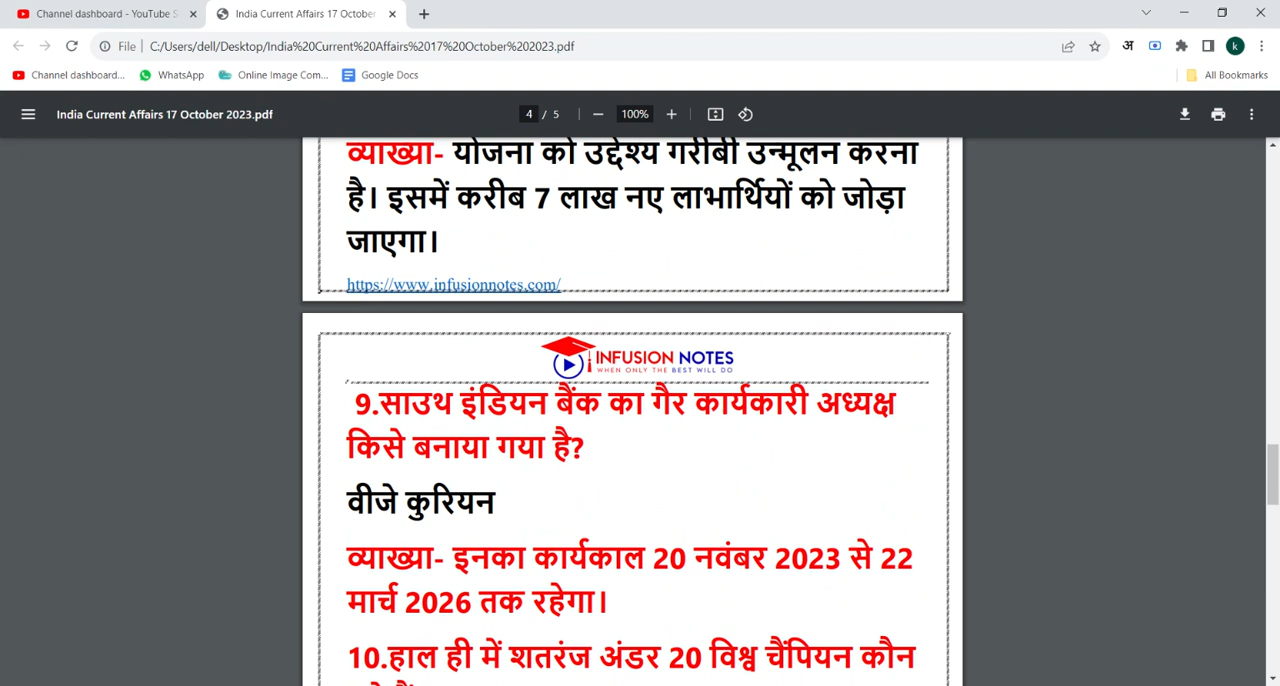 Channel dashboard - YouTube S
India Current Affairs 17 October
File
C:/Users/dell/Desktop/India%20Current%20Affairs%2017%20October%202023.pdf
अ
k
Channel dashboard...
WhatsApp
Online Image Com...
Google Docs
All Bookmarks
India Current Affairs 17 October 2023.pdf
4 / 5
100%
व्याख्या- योजना को उद्देश्य गरीबी उन्मूलन करना
है। इसमें करीब 7 लाख नए लाभार्थियों को जोड़ा
जाएगा।
https://www.infusionnotes.com/
INFUSION NOTES
WHEN ONLY THE BEST WILL DO
9.साउथ इंडियन बैंक का गैर कार्यकारी अध्यक्ष
किसे बनाया गया है?
वीजे कुरियन
व्याख्या- इनका कार्यकाल 20 नवंबर 2023 से 22
मार्च 2026 तक रहेगा।
10.हाल ही में शतरंज अंडर 20 विश्व चैंपियन कौन